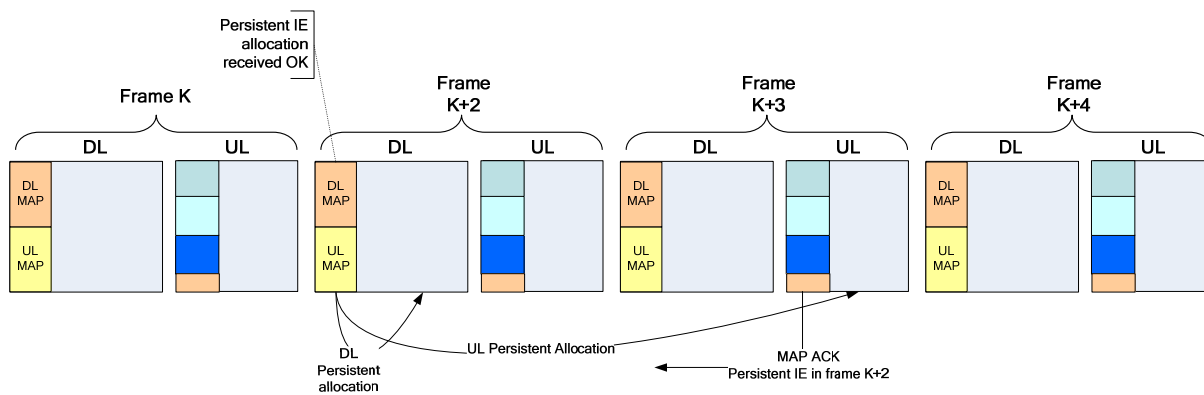 Persistent IE
allocation
received OK
Frame K
Frame
K+2
Frame
K+3
Frame
K+4
DL
UL
DL
UL
DL
UL
DL
UL
DL
MAP
UL
MAP
DL
MAP
UL
MAP
DL
MAP
UL
MAP
DL
MAP
UL
MAP
DL
Persistent
allocation
UL Persistent Allocation
MAP ACK
Persistent IE in frame K+2